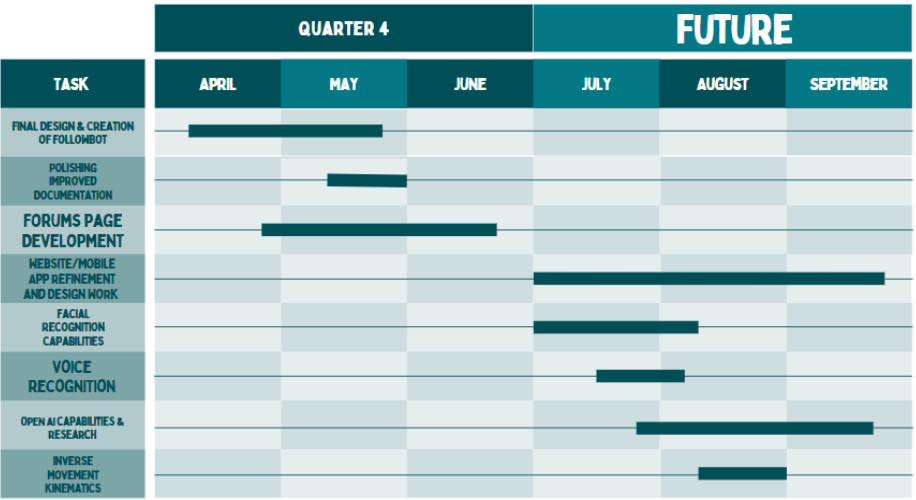 QUARTER 4
FUTURE
TASK
APRIL
MAY
JUNE
JULY
AUGUST
SEPTEMBER
FINAL DESIGN & CREATION
OF FOLLOWBOT
POLISHING
IMPROVED
DOCUMENTATION
FORUMS PAGE
DEVELOPMENT
WEBSITE/MOBILE
APP REFINEMENT
AND DESIGN WORK
FACIAL
RECOGNITION
CAPABILITIES
VOICE
RECOGNITION
OPEN AI CAPABILITIES &
RESEARCH
INVERSE
MOVEMENT
KINEMATICS